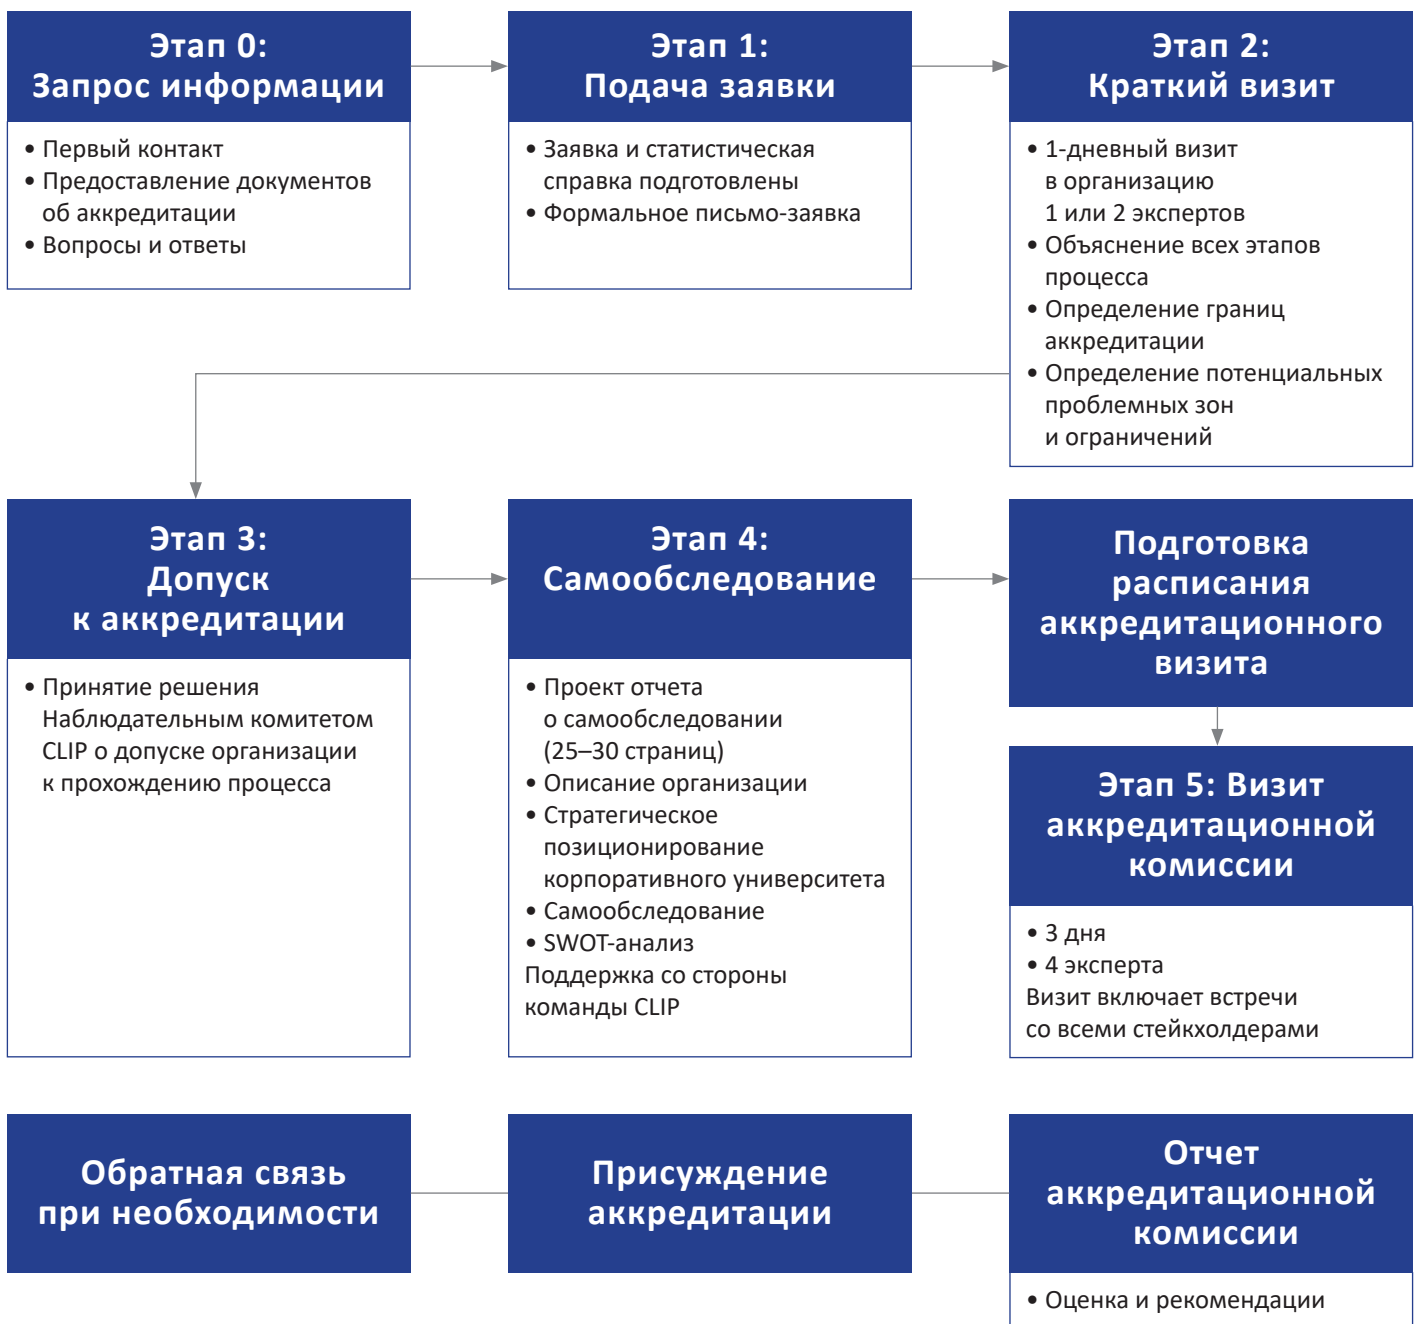 Этап 0:
Запрос информации
• Первый контакт
• Предоставление документов
об аккредитации
• Вопросы и ответы
Этап 1:
Подача заявки
• Заявка и статистическая
справка подготовлены
• Формальное письмо-заявка
Этап 2:
Краткий визит
• 1-дневный визит
в организацию
1 или 2 экспертов
• Объяснение всех этапов
процесса
• Определение границ
аккредитации
• Определение потенциальных
проблемных зон
и ограничений
Этап 3:
Допуск
к аккредитации
• Принятие решения
Наблюдательным комитетом
CLIP о допуске организации
к прохождению процесса
Этап 4:
Самообследование
• Проект отчета
о самообследовании
(25–30 страниц)
• Описание организации
• Стратегическое
позиционирование
корпоративного университета
• Самообследование
• SWOT-анализ
Поддержка со стороны
команды CLIP
Подготовка
расписания
аккредитационного
визита
Этап 5: Визит
аккредитационной
комиссии
• 3 дня
• 4 эксперта
Визит включает встречи
со всеми стейкхолдерами
Обратная связь
при необходимости
Присуждение
аккредитации
Отчет
аккредитационной
комиссии
• Оценка и рекомендации